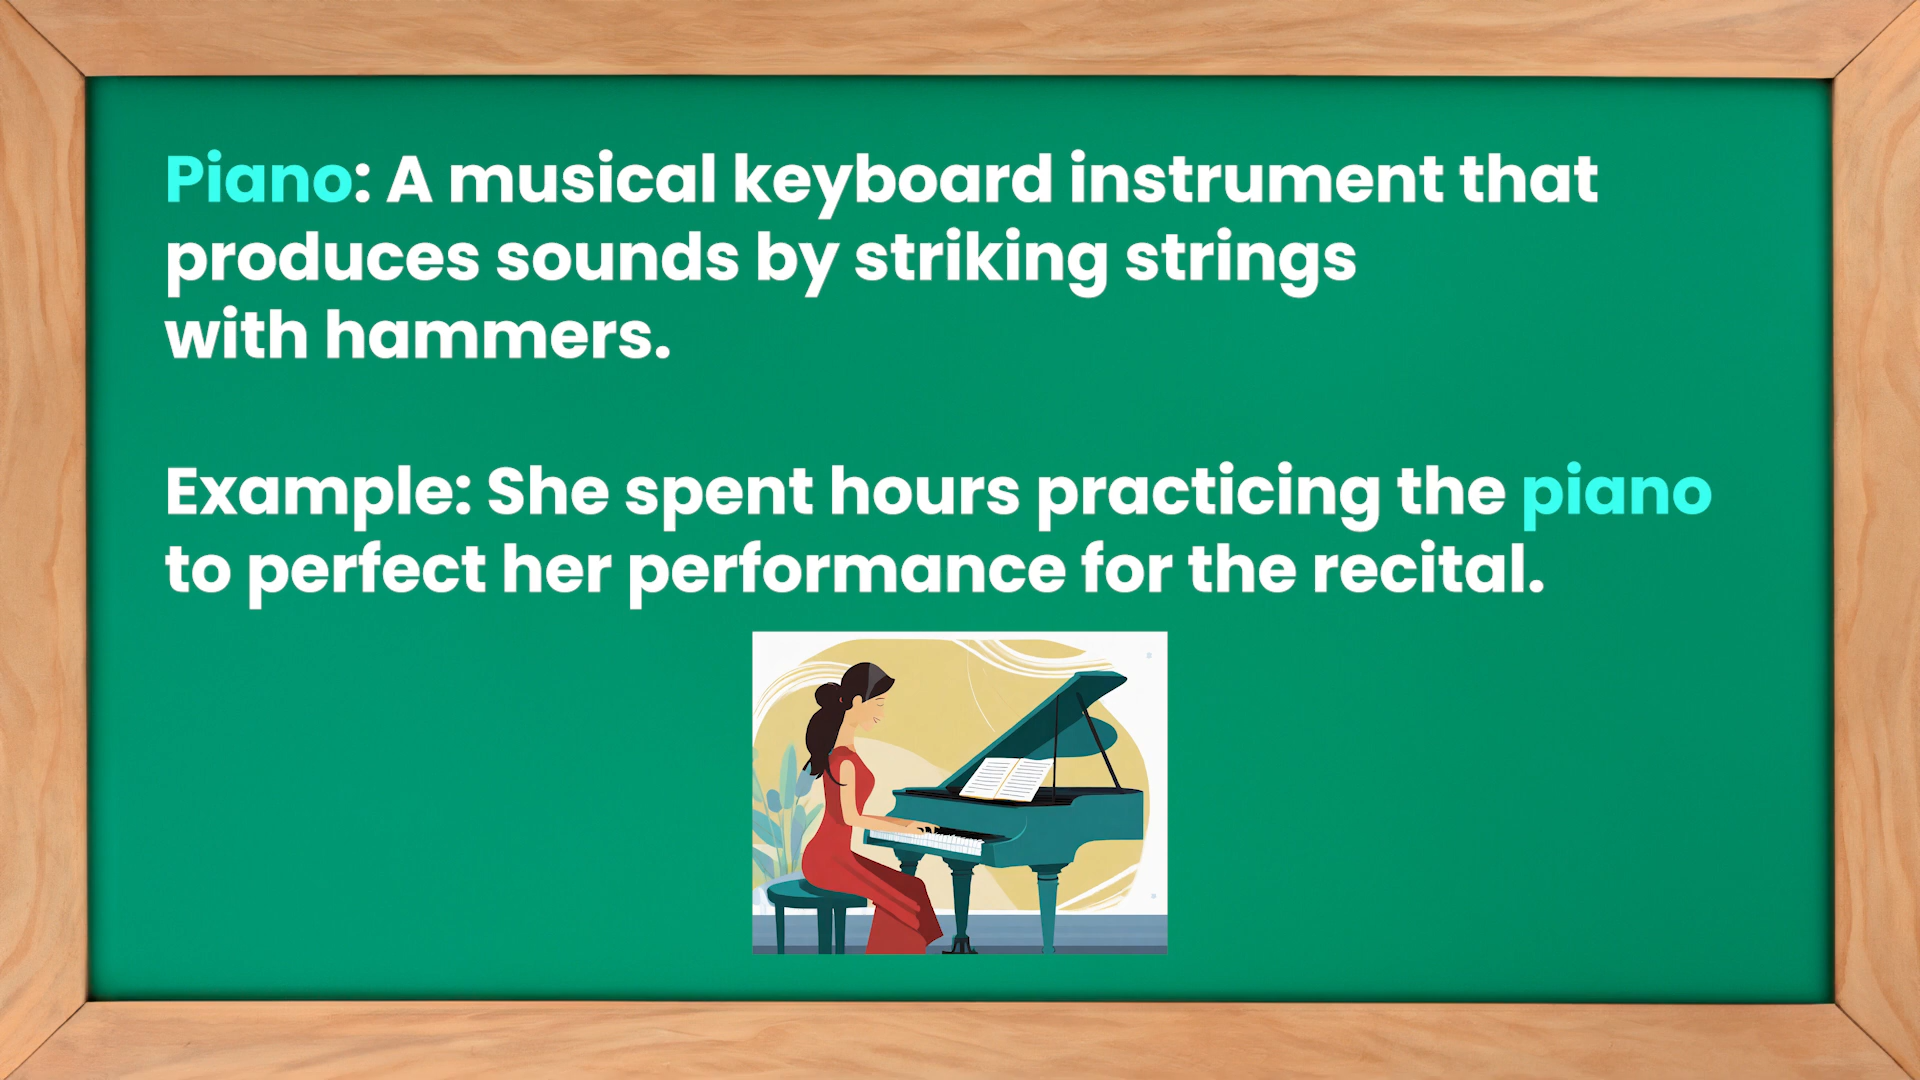 Piano: A musical keyboard instrument that
produces sounds by striking strings
with hammers.
Example: She spent hours practicing the piano
to perfect her performance for the recital.